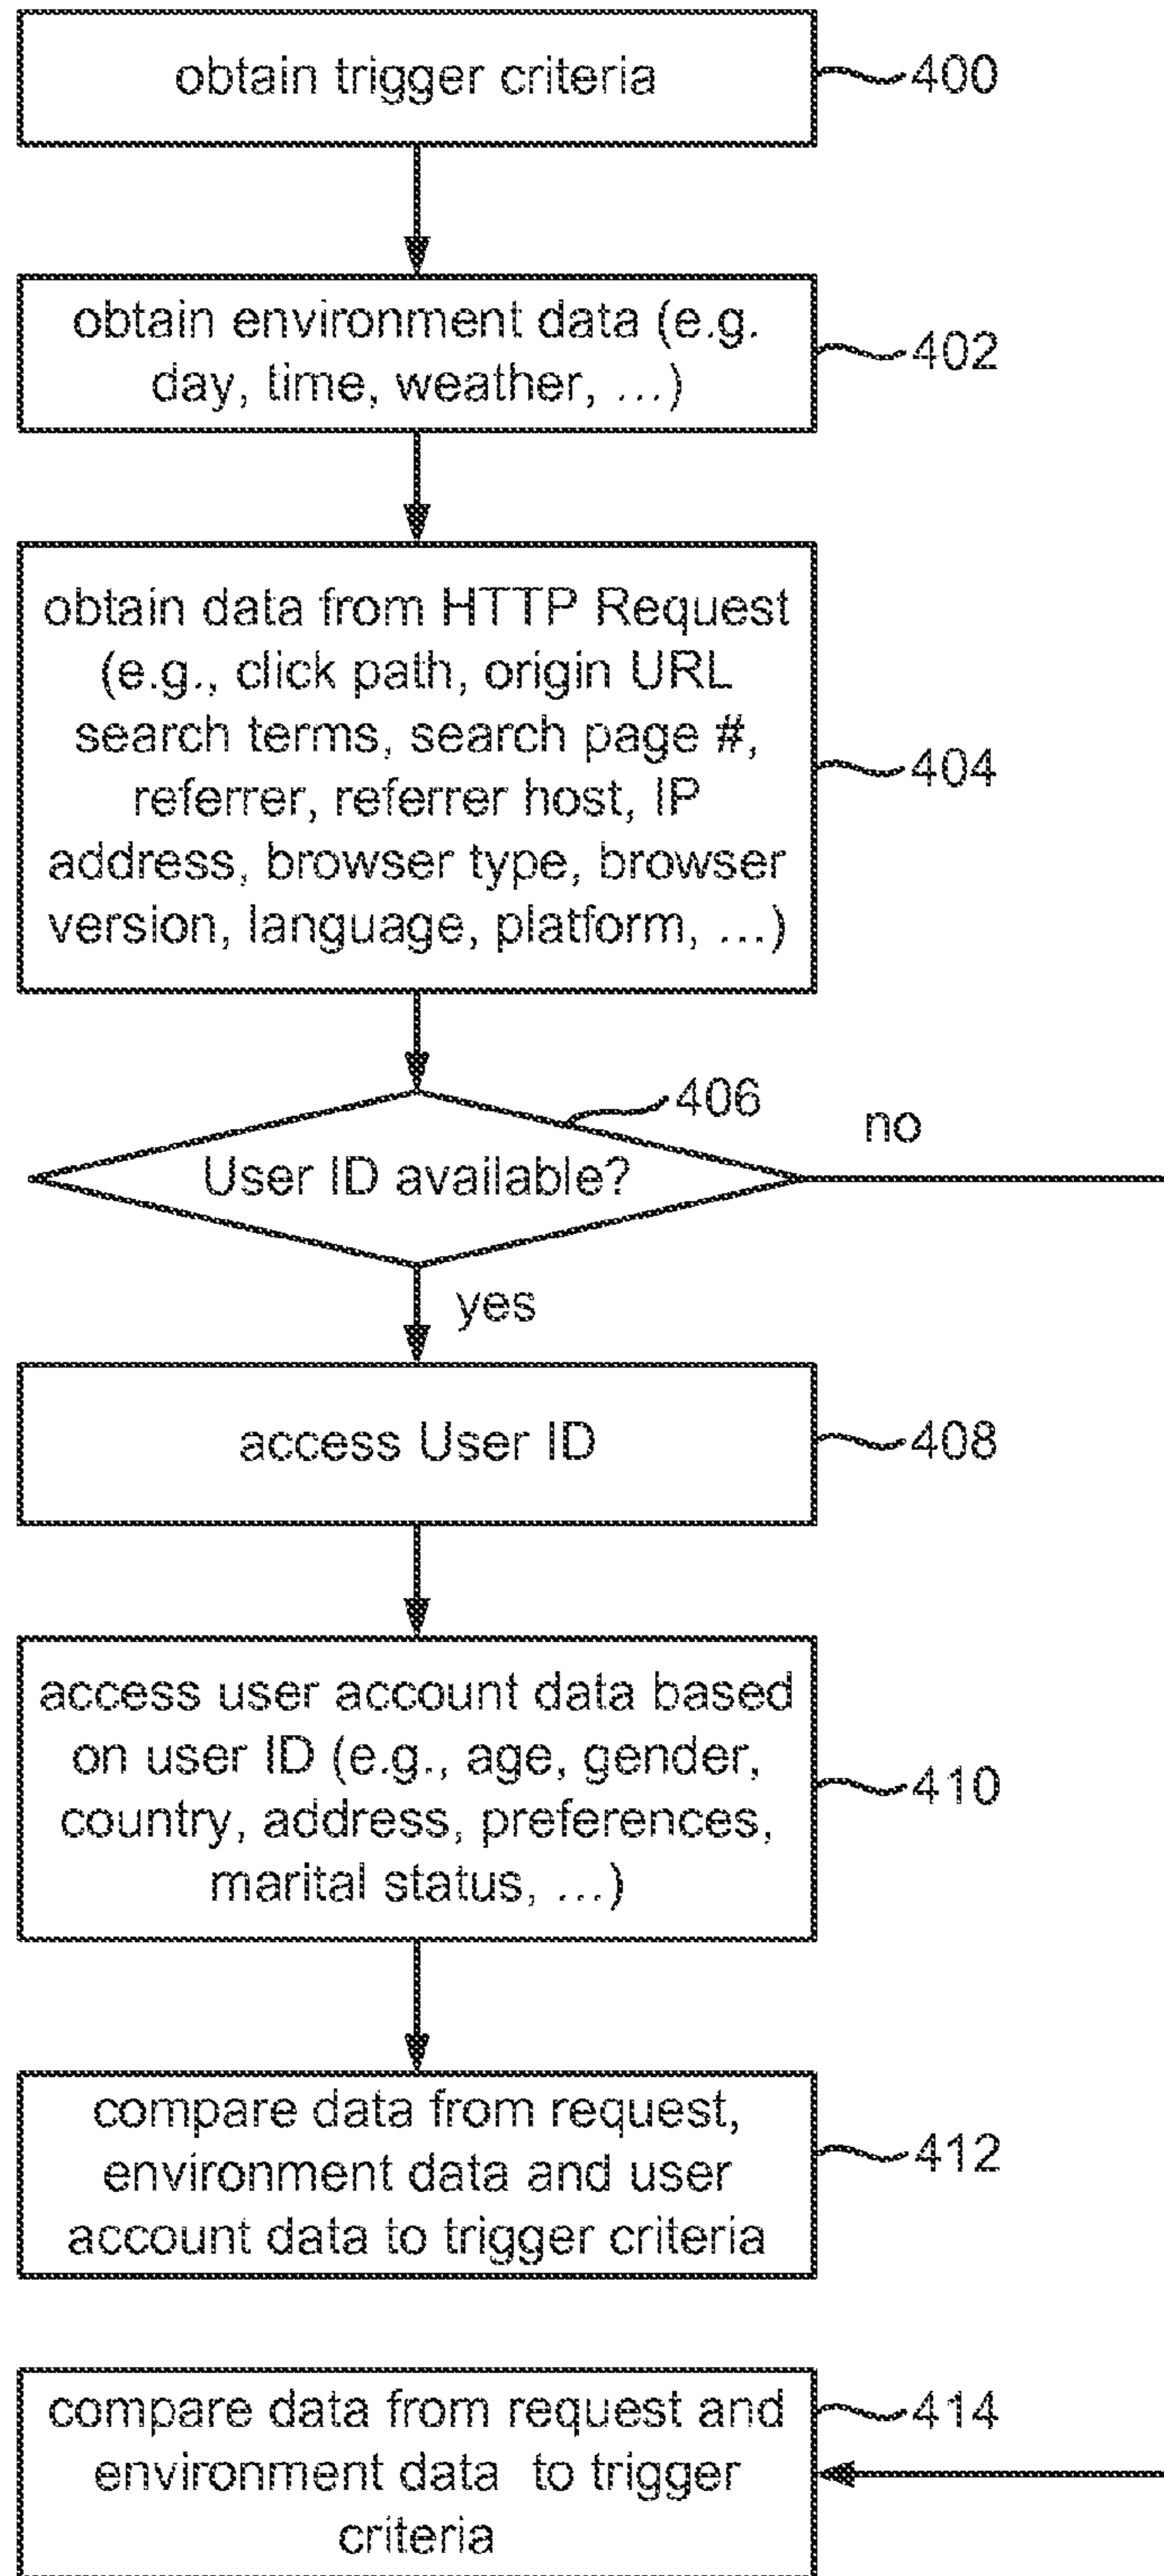 obtain trigger criteria
400
obtain environment data (e.g.
day, time, weather, ...)
402
obtain data from HTTP Request
(e.g., click path, origin URL
search terms, search page #,
referrer, referrer host, IP
address, browser type, browser
version, language, platform, ...)
404
406
User ID available?
no
yes
access User ID
408
access user account data based
on user ID (e.g., age, gender,
country, address, preferences,
marital status, ...)
410
compare data from request,
environment data and user
account data to trigger criteria
412
compare data from request and
environment data to trigger
criteria
414